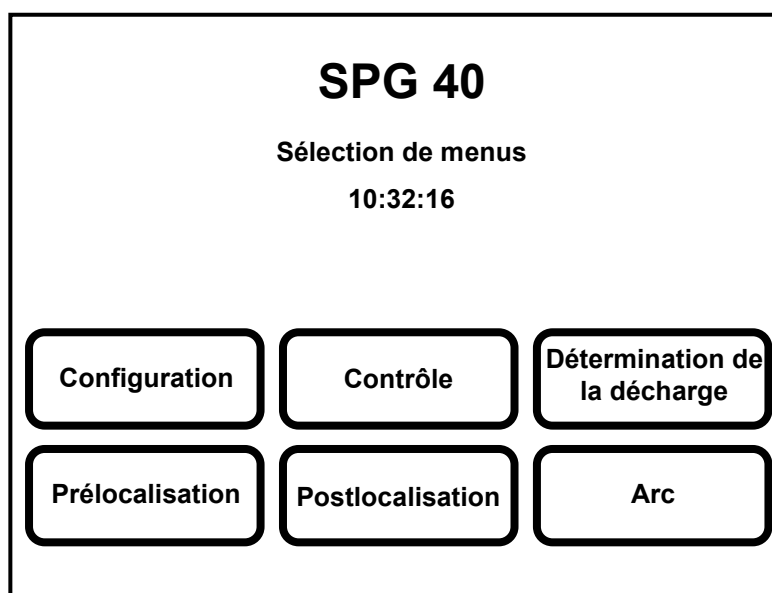 SPG 40
Sélection de menus
10:32:16
Configuration
Contrôle
Détermination de
la décharge
Prélocalisation
Postlocalisation
Arc